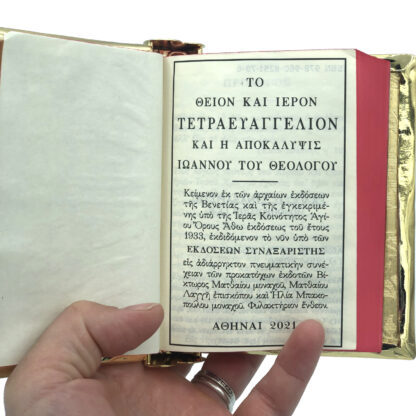 ΤΟ
ΘΕΙΟΝ ΚΑΙ ΙΕΡΟΝ
ΤΕΤΡΑΕΥΑΓΓΕΛΙΟΝ
ΚΑΙ Η ΑΠΟΚΑΛΥΨΙΣ
ΙΩΑΝΝΟΥ ΤΟΥ ΘΕΟΛΟΓΟΥ
Κείμενον ἐκ τῶν ἀρχαίων ἐκδόσεων
τῆς Βενετίας καὶ τῆς ἐγκεκριμέ-
νης ὑπὸ τῆς Ἱερᾶς Κοινότητος Ἁγί-
ου Ὄρους Ἄθω ἐκδόσεως τοῦ ἔτους
1933, ἐκδιδόμενον τὸ νῦν ὑπὸ τῶν
ΕΚΔΟΣΕΩΝ ΣΥΝΑΞΑΡΙΣΤΗΣ
εἰς ἀδιάρρηκτον πνευματικὴν συνέ-
χειαν τῶν προκατόχων ἐκδοτῶν Βί-
κτωρος Ματθαίου μοναχοῦ, Ματθαίου
Λαγγῆ ἐπισκόπου καὶ Ἠλία Μπακο-
πούλου μοναχοῦ. Φυλακτήριον ἔνθεον.
ΑΘΗΝΑΙ 2021